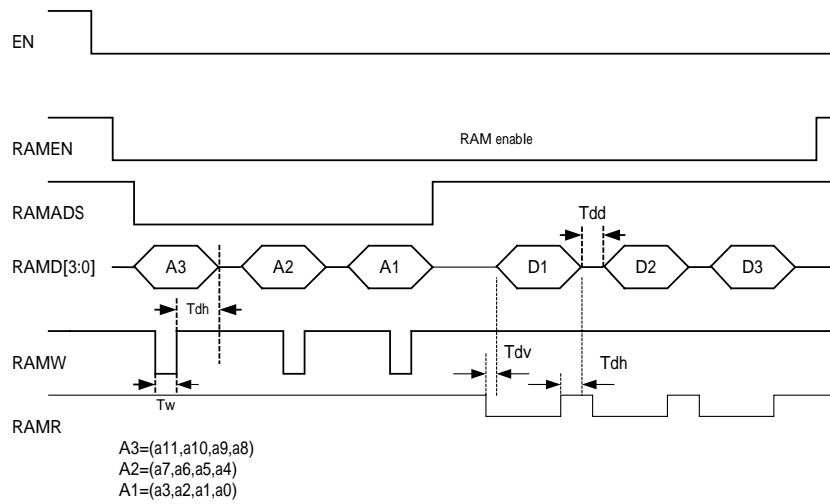 EN
RAMEN
RAM enable
RAMADS
Tdd
RAMD[3:0]
A3
A2
A1
D1
D2
D3
Tdh
RAMW
Tdv
Tdh
Tw
RAMR
A3=(a11,a10,a9,a8)
A2=(a7,a6,a5,a4)
A1=(a3,a2,a1,a0)